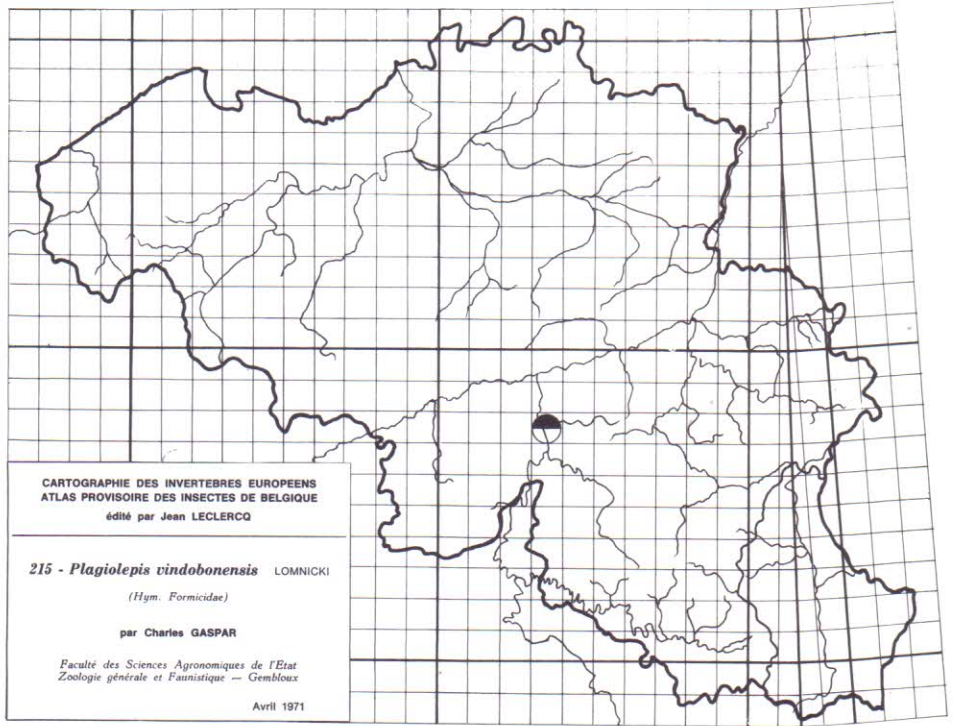 CARTOGRAPHIE DES INVERTEBRES EUROPEENS
ATLAS PROVISOIRE DES INSECTES DE BELGIQUE
édité par Jean LECLERCQ
215 - Plagiolepis vindobonensis LOMNICKI
(Hym. Formicidae)
par Charles GASPAR
Faculté des Sciences Agronomiques de l'Etat
Zoologie générale et Faunistique — Gembloux
Avril 1971